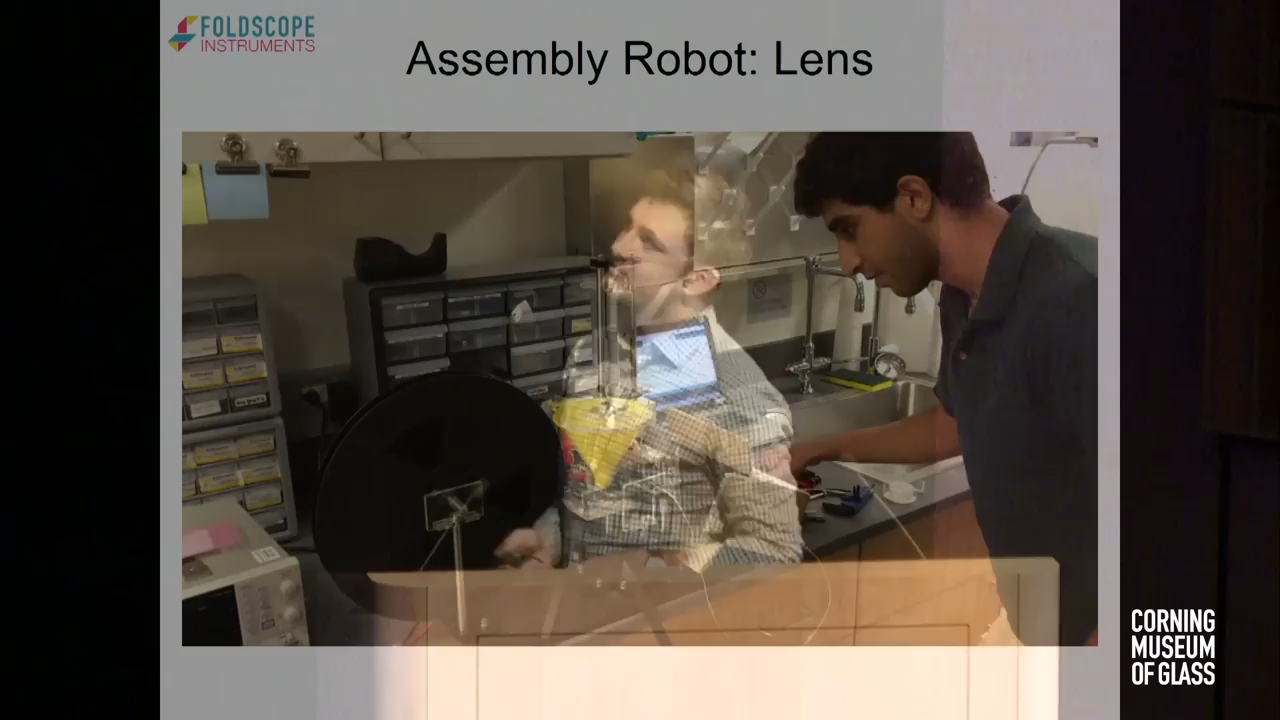 FOLDSCOPE
INSTRUMENTS
Assembly Robot: Lens
CORNING
MUSEUM
OF GLASS